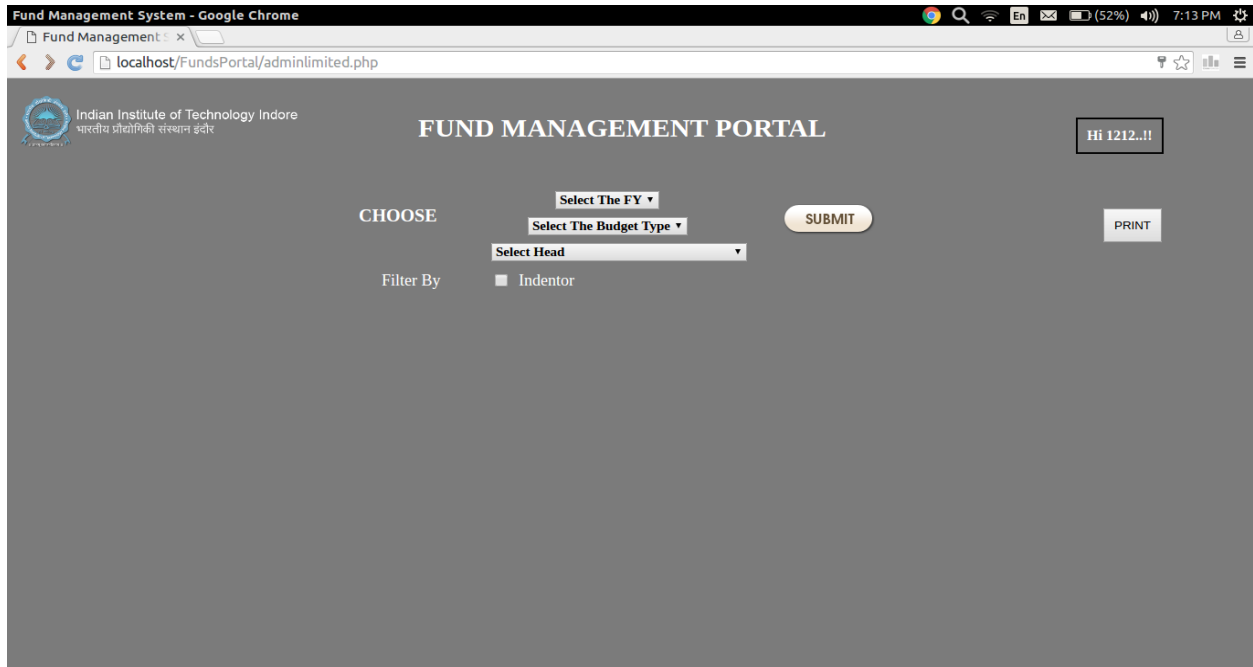 Fund Management System - Google Chrome
En (52%) 7:13 PM
Fund Management S
localhost/FundsPortal/adminlimited.php
Indian Institute of Technology Indore
भारतीय प्रौद्योगिकी संस्थान इंदौर
FUND MANAGEMENT PORTAL
Hi 1212..!!
CHOOSE
Select The FY
Select The Budget Type
Select Head
SUBMIT
PRINT
Filter By Indentor